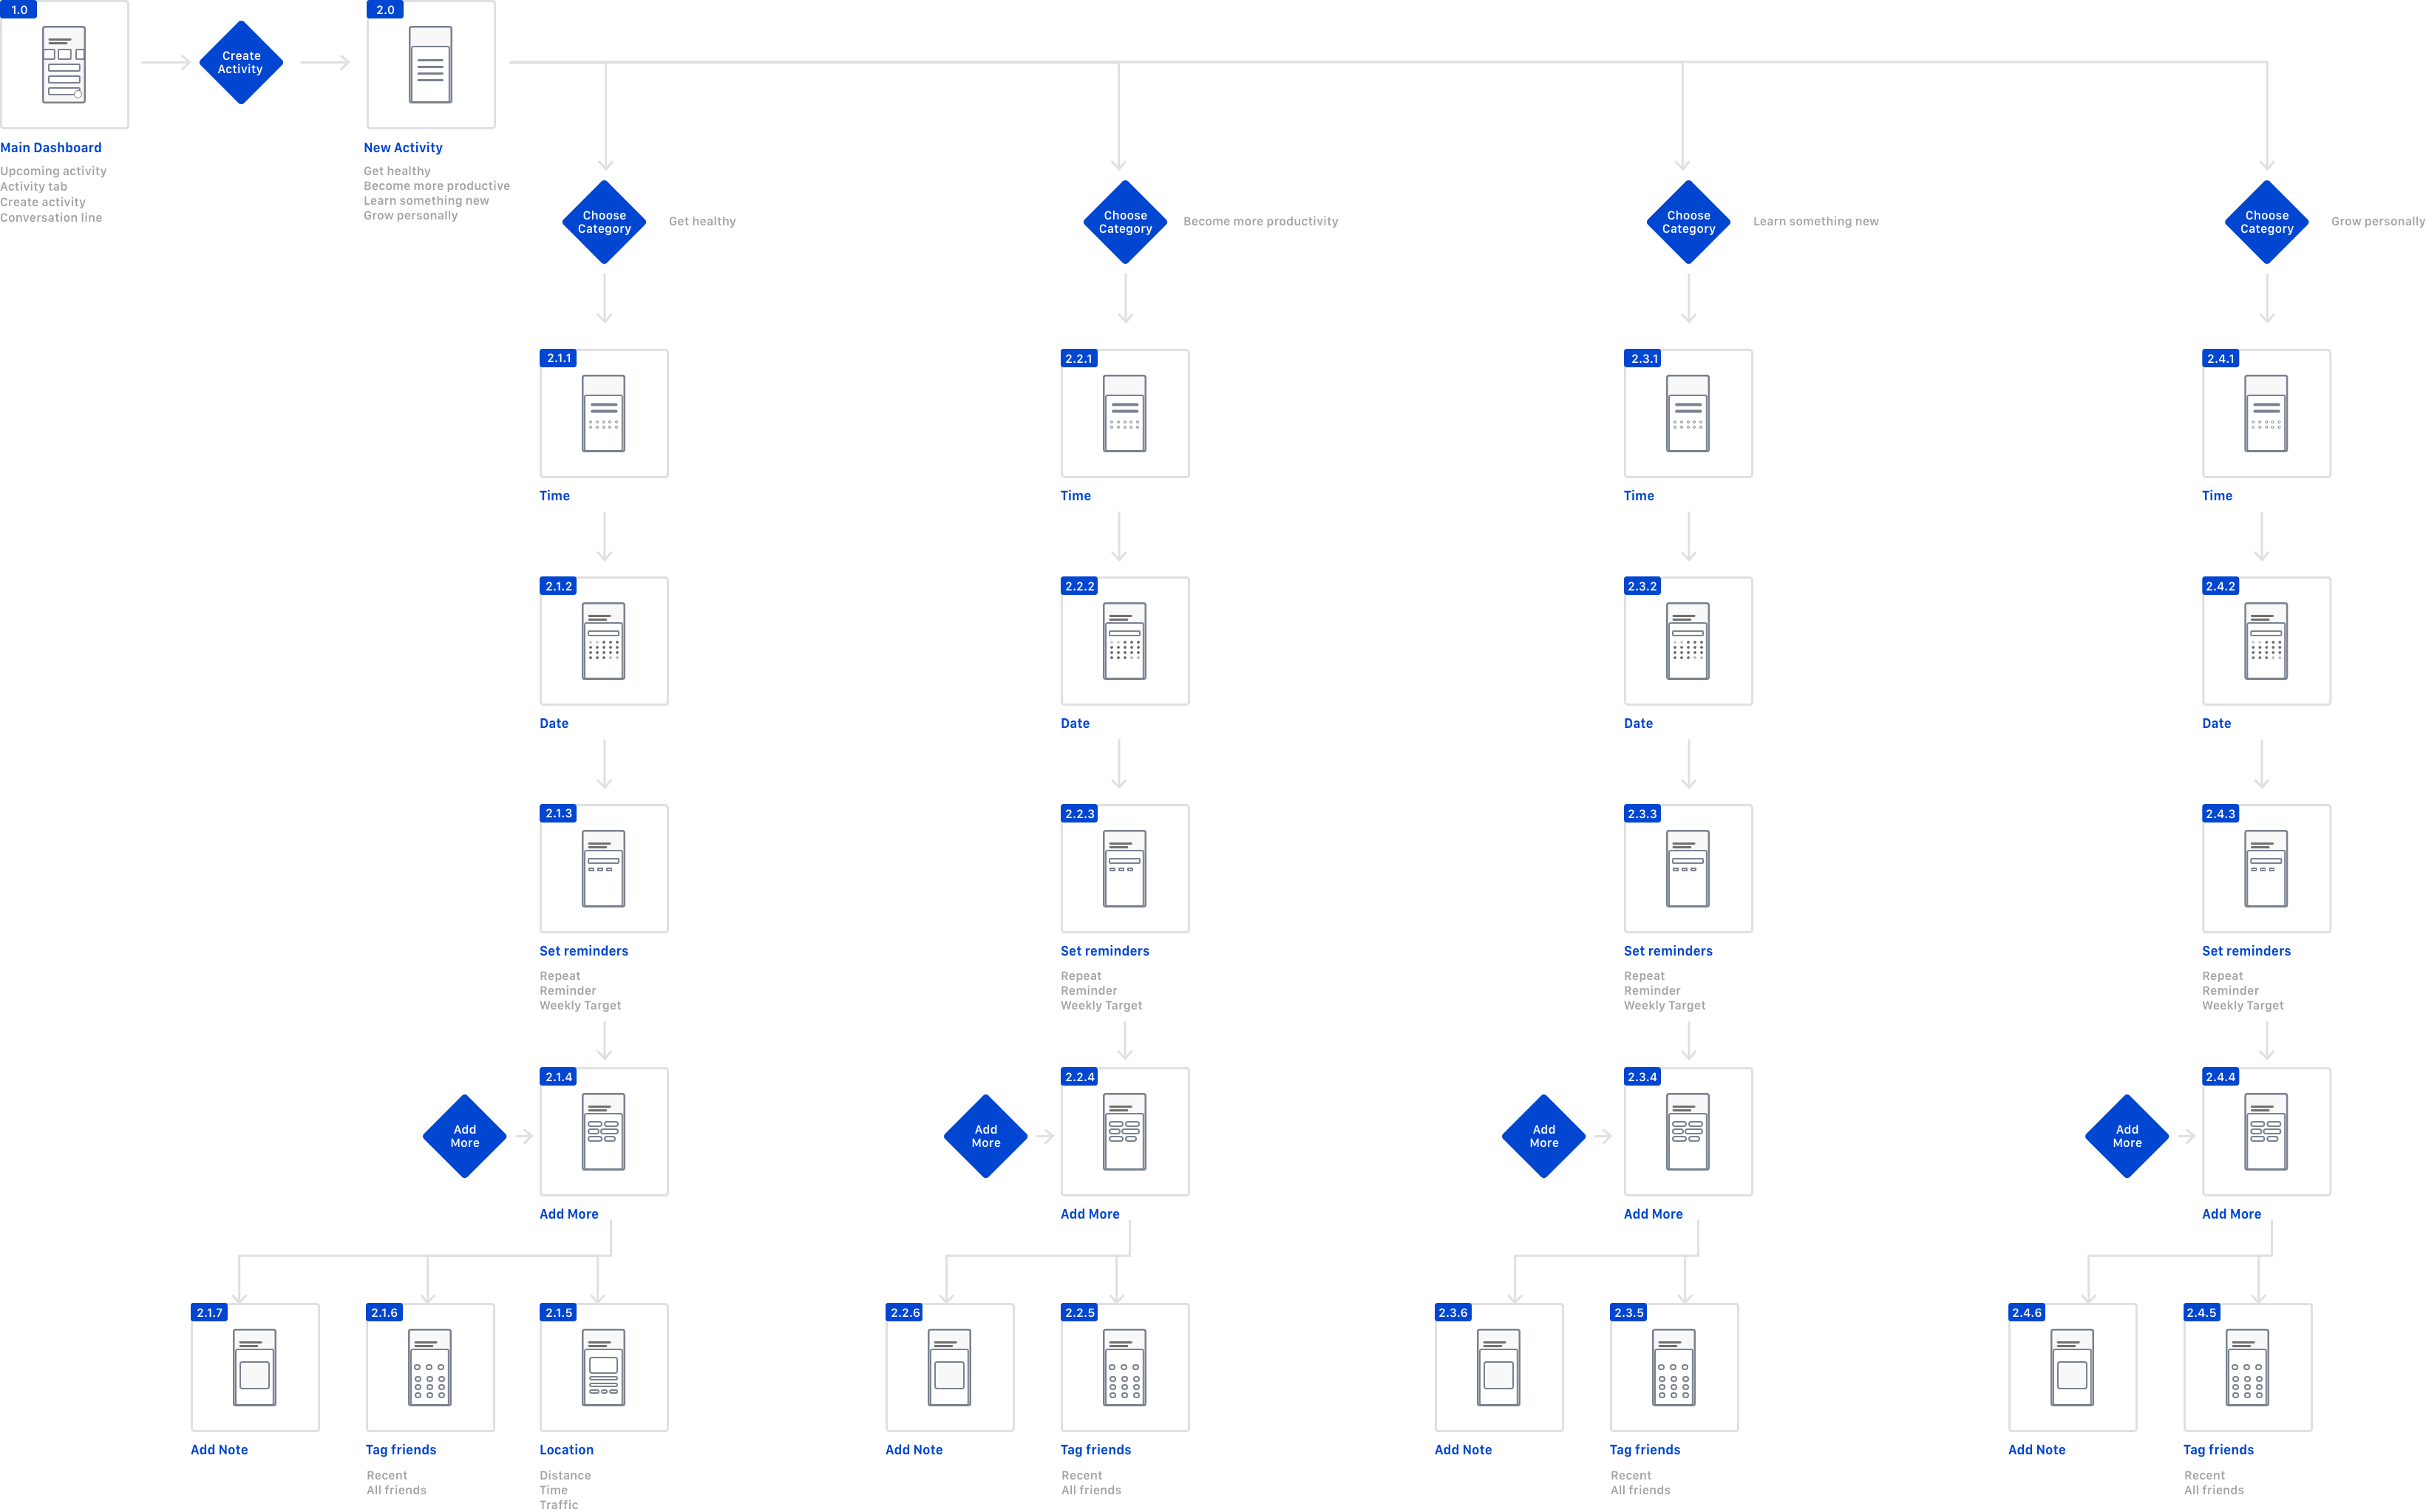 1.0
Create
Activity
2.0
Main Dashboard
Upcoming activity
Activity tab
Create activity
Conversation line
New Activity
Get healthy
Become more productive
Learn something new
Grow personally
Choose
Category
Get healthy
Choose
Category
Become more productivity
Choose
Category
Learn something new
Choose
Category
Grow personally
2.1.1
Time
2.2.1
Time
2.3.1
Time
2.4.1
Time
2.1.2
Date
2.2.2
Date
2.3.2
Date
2.4.2
Date
2.1.3
Set reminders
Repeat
Reminder
Weekly Target
2.2.3
Set reminders
Repeat
Reminder
Weekly Target
2.3.3
Set reminders
Repeat
Reminder
Weekly Target
2.4.3
Set reminders
Repeat
Reminder
Weekly Target
Add
More
2.1.4
Add More
Add
More
2.2.4
Add More
Add
More
2.3.4
Add More
Add
More
2.4.4
Add More
2.1.7
Add Note
2.1.6
Tag friends
Recent
All friends
2.1.5
Location
Distance
Time
Traffic
2.2.6
Add Note
2.2.5
Tag friends
Recent
All friends
2.3.6
Add Note
2.3.5
Tag friends
Recent
All friends
2.4.6
Add Note
2.4.5
Tag friends
Recent
All friends